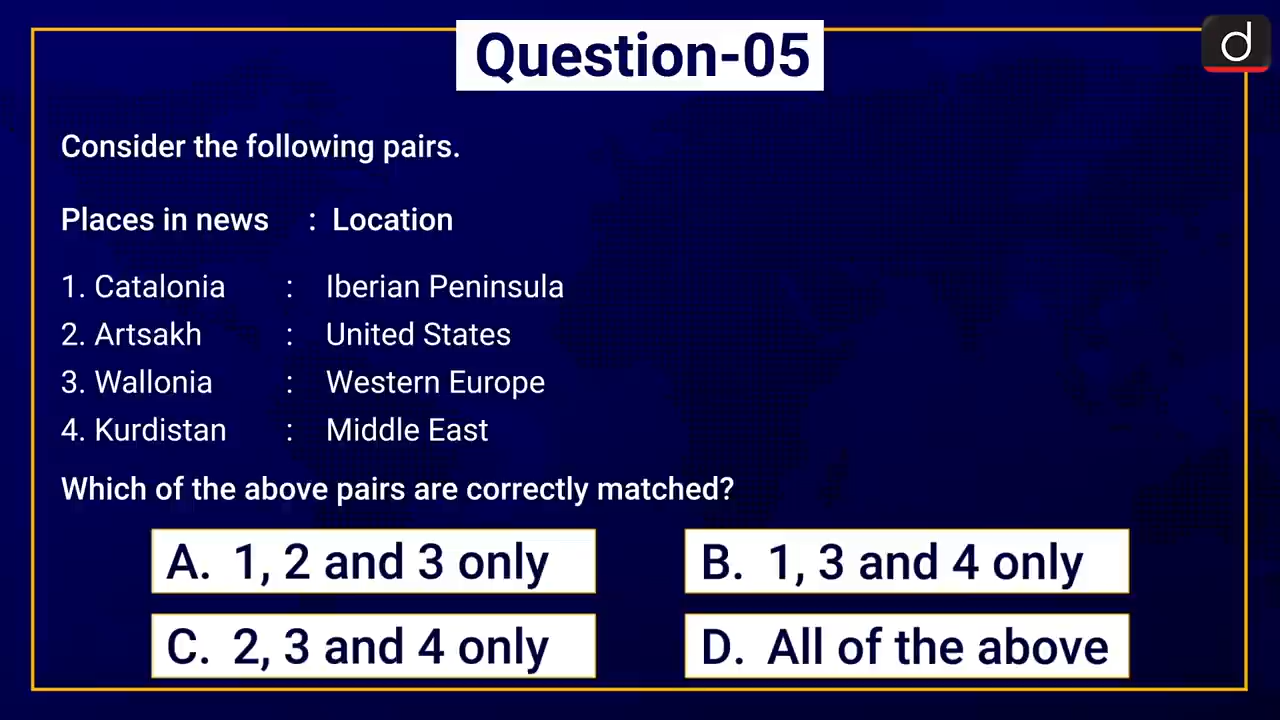 Question-05
d
Consider the following pairs.
Places in news : Location
1. Catalonia : Iberian Peninsula
2. Artsakh : United States
3. Wallonia : Western Europe
4. Kurdistan : Middle East
Which of the above pairs are correctly matched?
A. 1, 2 and 3 only
B. 1, 3 and 4 only
C. 2, 3 and 4 only
D. All of the above